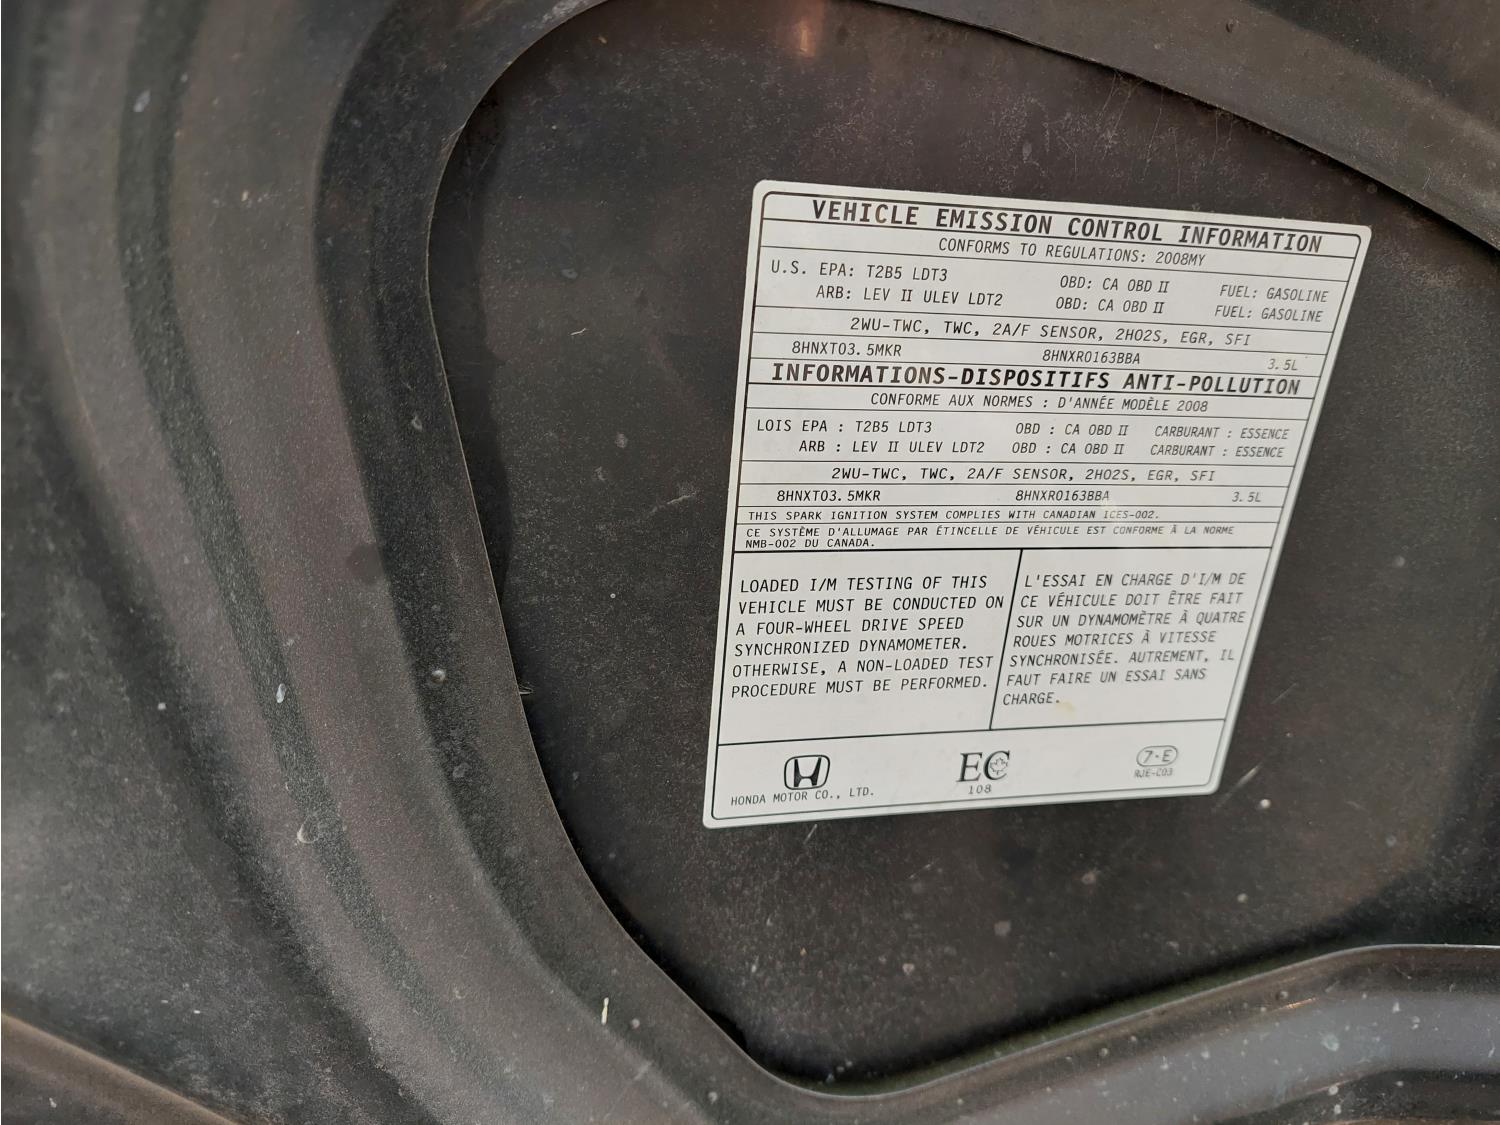 VEHICLE EMISSION CONTROL INFORMATION
CONFORMS TO REGULATIONS: 2008MY
U.S. EPA: T2B5 LDT3 OBD: CA OBD II FUEL: GASOLINE
ARB: LEV II ULEV LDT2 OBD: CA OBD II FUEL: GASOLINE
2WU-TWC, TWC, 2A/F SENSOR, 2HO2S, EGR, SFI
8HNXT03.5MKR 8HNXR0163BBA 3.5L
INFORMATIONS-DISPOSITIFS ANTI-POLLUTION
CONFORME AUX NORMES : D'ANNÉE MODÈLE 2008
LOIS EPA : T2B5 LDT3 OBD : CA OBD II CARBURANT : ESSENCE
ARB : LEV II ULEV LDT2 OBD : CA OBD II CARBURANT : ESSENCE
2WU-TWC, TWC, 2A/F SENSOR, 2HO2S, EGR, SFI
8HNXT03.5MKR 8HNXR0163BBA 3.5L
THIS SPARK IGNITION SYSTEM COMPLIES WITH CANADIAN ICES-002.
CE SYSTÈME D'ALLUMAGE PAR ÉTINCELLE DE VÉHICULE EST CONFORME À LA NORME
NMB-002 DU CANADA.
LOADED I/M TESTING OF THIS
VEHICLE MUST BE CONDUCTED ON
A FOUR-WHEEL DRIVE SPEED
SYNCHRONIZED DYNAMOMETER.
OTHERWISE, A NON-LOADED TEST
PROCEDURE MUST BE PERFORMED.
L'ESSAI EN CHARGE D'I/M DE
CE VÉHICULE DOIT ÊTRE FAIT
SUR UN DYNAMOMÈTRE À QUATRE
ROUES MOTRICES À VITESSE
SYNCHRONISÉE. AUTREMENT, IL
FAUT FAIRE UN ESSAI SANS
CHARGE.
HONDA MOTOR CO., LTD.
EC
108
7-E
RJE-C03